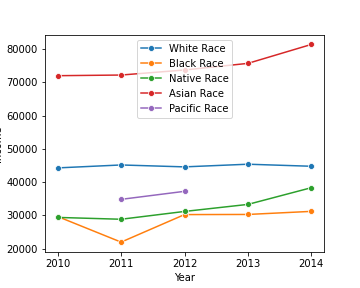 White Race
Black Race
Native Race
Asian Race
Pacific Race
80000
70000
60000
50000
40000
30000
20000
2010
2011
2012
2013
2014
Year